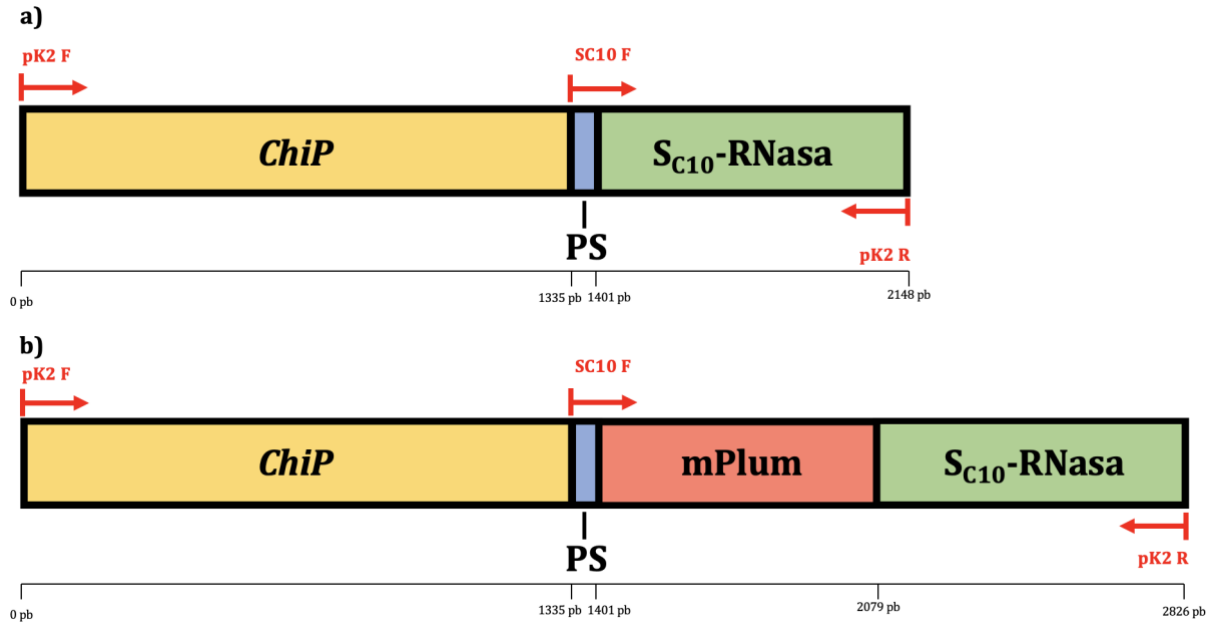 a)
pK2 F
SC10 F
ChiP
SC10-RNasa
PS
pK2 R
0 pb
1335 pb
1401 pb
2148 pb
b)
pK2 F
SC10 F
ChiP
mPlum
SC10-RNasa
PS
pK2 R
0 pb
1335 pb
1401 pb
2079 pb
2826 pb